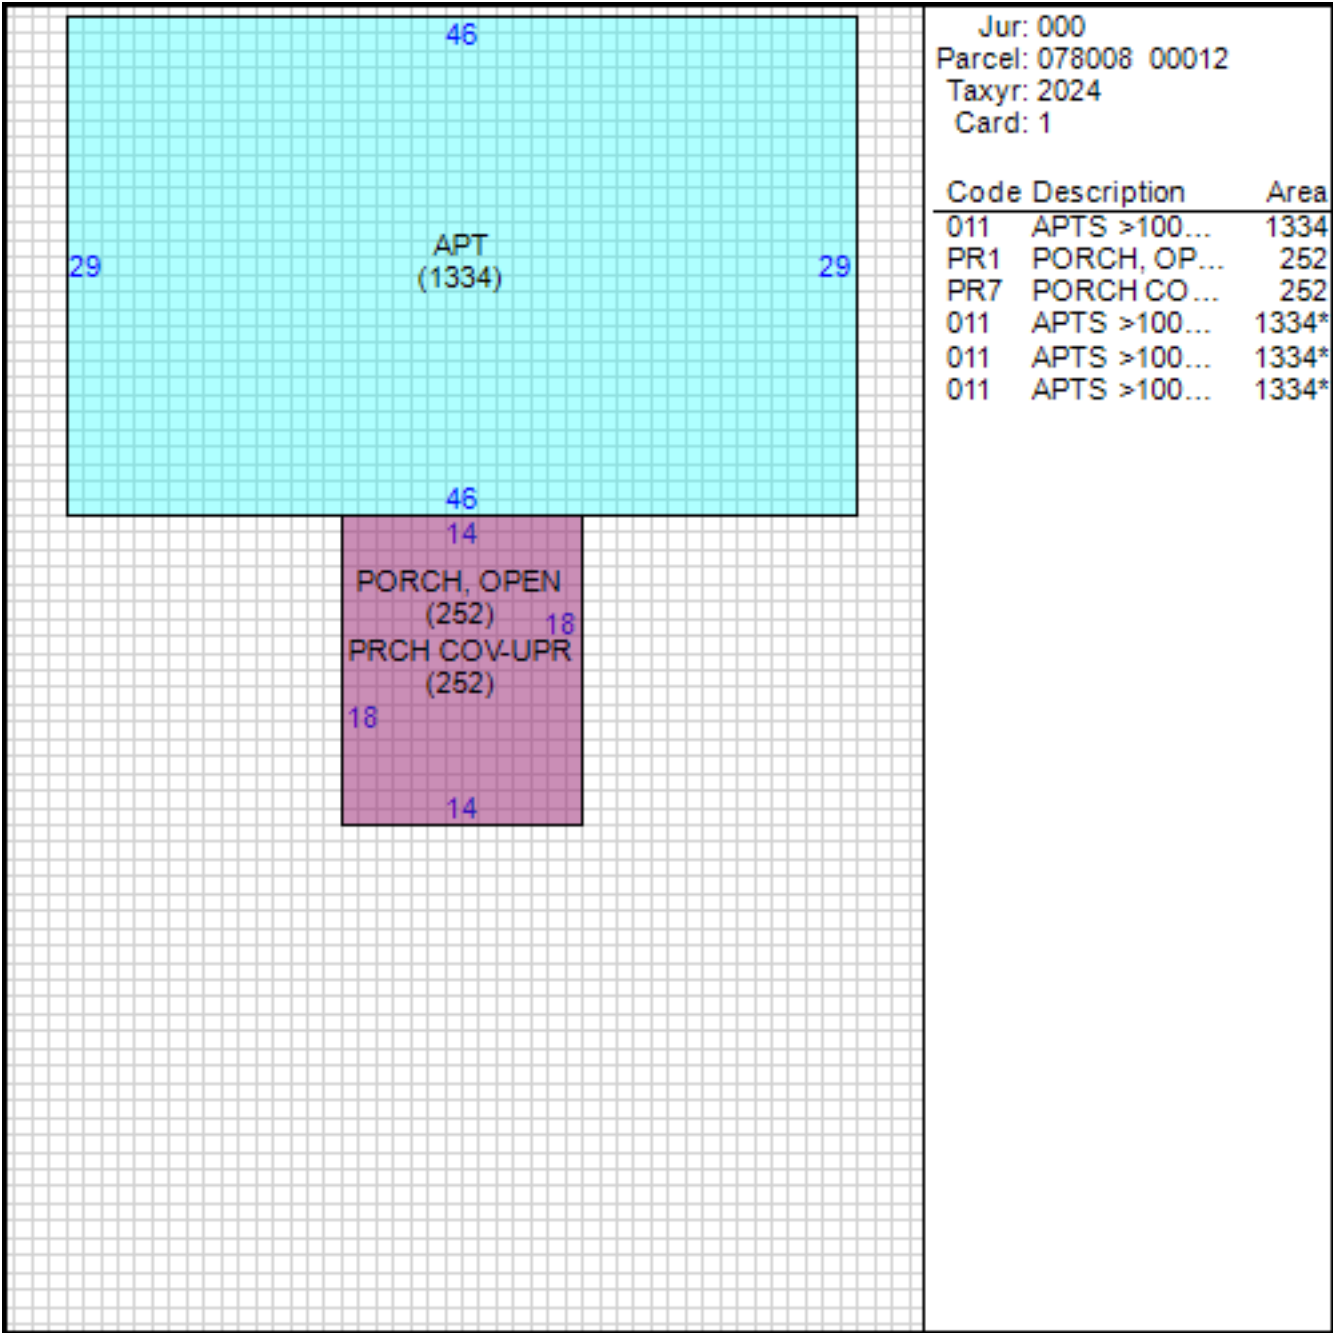 46
29
APT
(1334)
29
46
14
PORCH, OPEN
(252)
18
PRCH COV-UPR
(252)
18
14
Jur: 000
Parcel: 078008 00012
Taxyr: 2024
Card: 1
Code Description Area
011 APTS >100... 1334
PR1 PORCH, OP... 252
PR7 PORCH CO... 252
011 APTS >100... 1334*
011 APTS >100... 1334*
011 APTS >100... 1334*